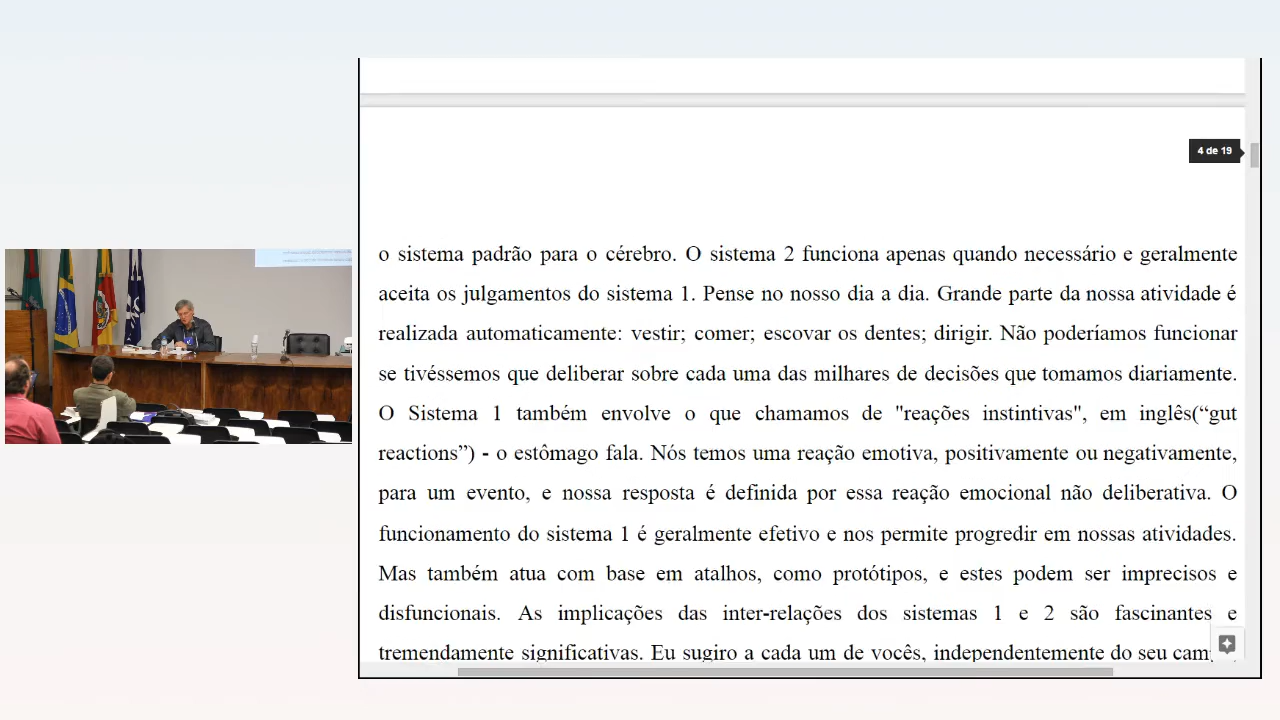 4 de 19
o sistema padrão para o cérebro. O sistema 2 funciona apenas quando necessário e geralmente
aceita os julgamentos do sistema 1. Pense no nosso dia a dia. Grande parte da nossa atividade é
realizada automaticamente: vestir; comer; escovar os dentes; dirigir. Não poderíamos funcionar
se tivéssemos que deliberar sobre cada uma das milhares de decisões que tomamos diariamente.
O Sistema 1 também envolve o que chamamos de "reações instintivas", em inglês(“gut
reactions”) - o estômago fala. Nós temos uma reação emotiva, positivamente ou negativamente,
para um evento, e nossa resposta é definida por essa reação emocional não deliberativa. O
funcionamento do sistema 1 é geralmente efetivo e nos permite progredir em nossas atividades.
Mas também atua com base em atalhos, como protótipos, e estes podem ser imprecisos e
disfuncionais. As implicações das inter-relações dos sistemas 1 e 2 são fascinantes e
tremendamente significativas. Eu sugiro a cada um de vocês, independentemente do seu